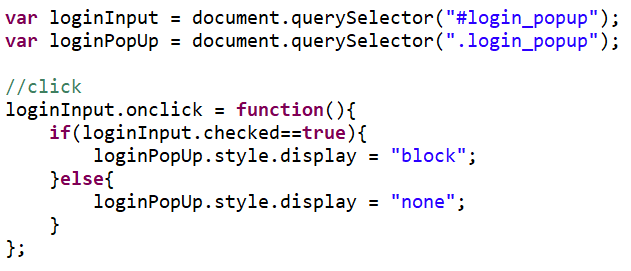 var loginInput = document.querySelector("#login_popup");
var loginPopUp = document.querySelector(".login_popup");

//click
loginInput.onclick = function(){
    if(loginInput.checked==true){
        loginPopUp.style.display = "block";
    }else{
        loginPopUp.style.display = "none";
    }
};